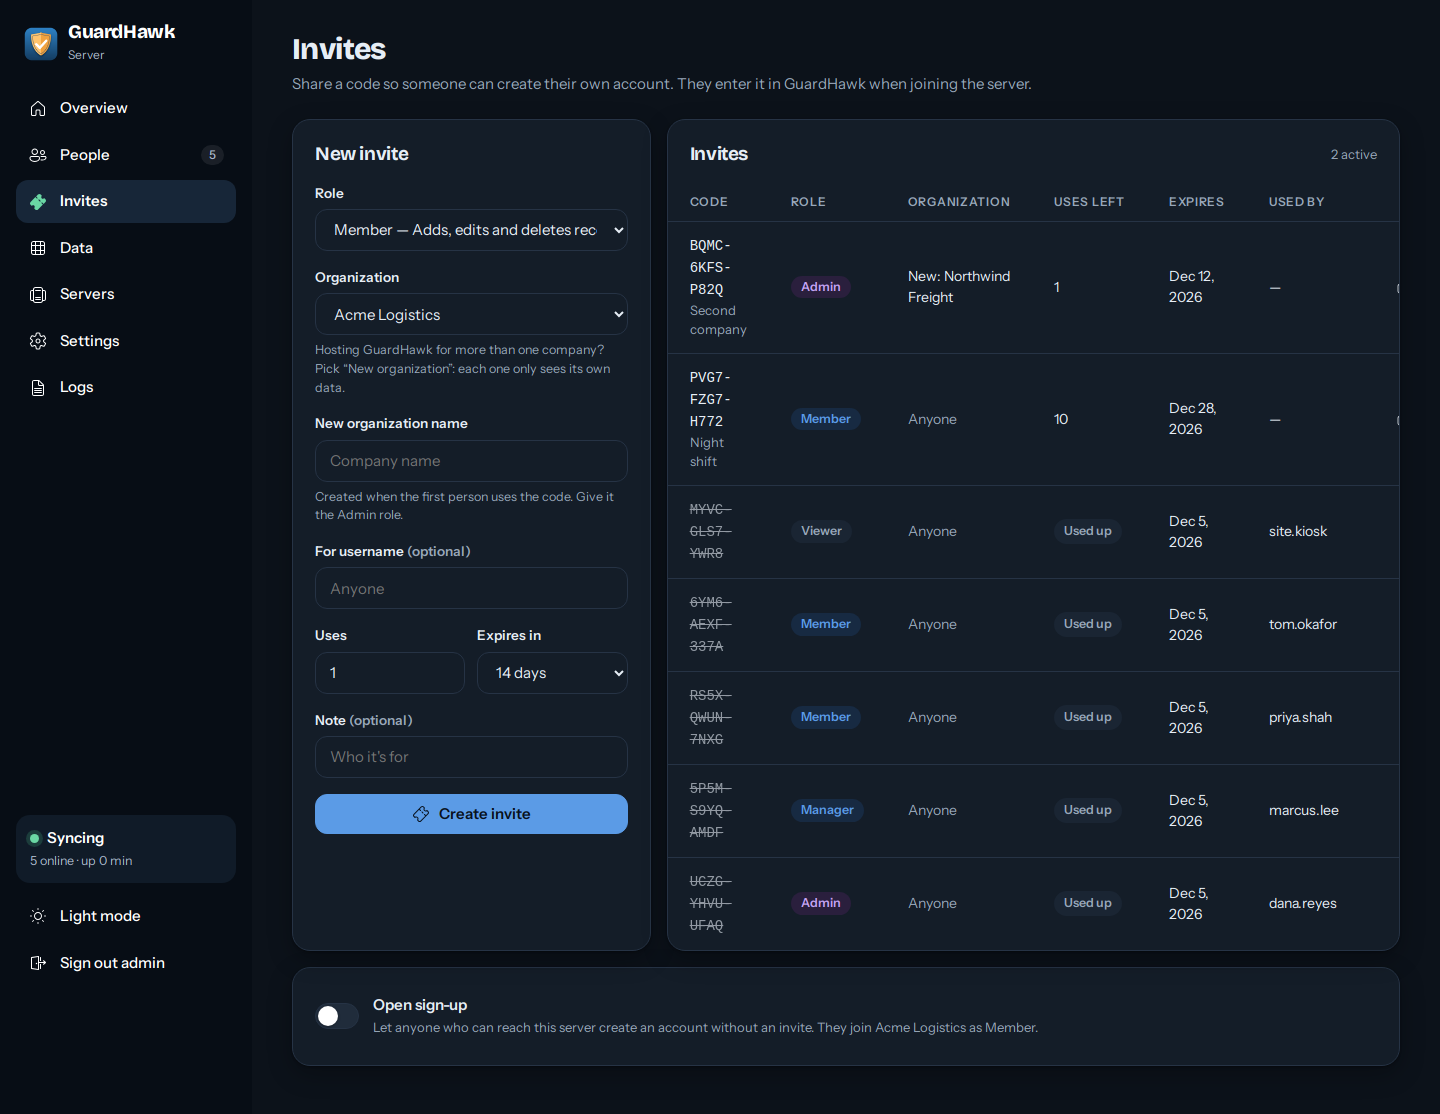 GuardHawk
Server
Overview
People 5
Invites
Data
Servers
Settings
Logs
Syncing
5 online · up 0 min
Light mode
Sign out admin
Invites
Share a code so someone can create their own account. They enter it in GuardHawk when joining the server.
New invite
Role
Member — Adds, edits and deletes rec
Organization
Acme Logistics
Hosting GuardHawk for more than one company?
Pick “New organization”: each one only sees its own
data.
New organization name
Company name
Created when the first person uses the code. Give it
the Admin role.
For username (optional)
Anyone
Uses Expires in
1 14 days
Note (optional)
Who it's for
Create invite
Invites 2 active
CODE ROLE ORGANIZATION USES LEFT EXPIRES USED BY
BQMC-
6KFS-
P82Q
Second
company
Admin
New: Northwind
Freight
1
Dec 12,
2026
—
PVG7-
FZG7-
H772
Night
shift
Member
Anyone
10
Dec 28,
2026
—
MYVC-
GLS7-
YWR8
Viewer
Anyone
Used up
Dec 5,
2026
site.kiosk
6YM6-
AEXF-
337A
Member
Anyone
Used up
Dec 5,
2026
tom.okafor
RS5X-
QWUN-
7NXG
Member
Anyone
Used up
Dec 5,
2026
priya.shah
5P5M-
S9YQ-
AMDF
Manager
Anyone
Used up
Dec 5,
2026
marcus.lee
UCZG-
YHVU-
UFAQ
Admin
Anyone
Used up
Dec 5,
2026
dana.reyes
Open sign-up
Let anyone who can reach this server create an account without an invite. They join Acme Logistics as Member.